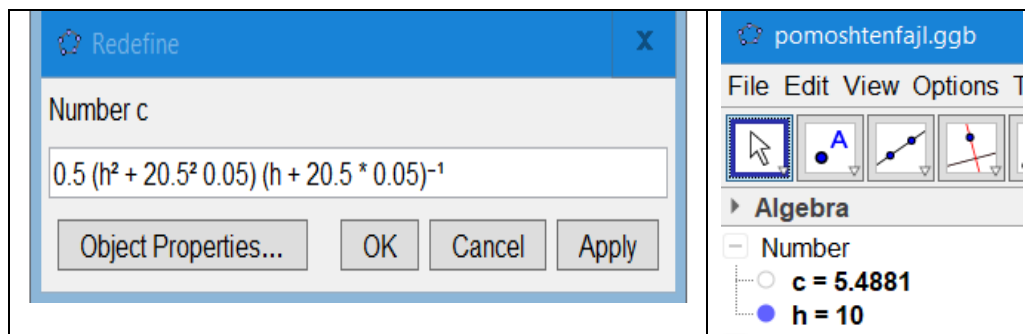 Redefine
X
Number c
0.5 (h² + 20.5² 0.05) (h + 20.5 * 0.05)⁻¹
Object Properties...
OK
Cancel
Apply
pomoshtenfajl.ggb
File Edit View Options T
A
Algebra
Number
c = 5.4881
h = 10